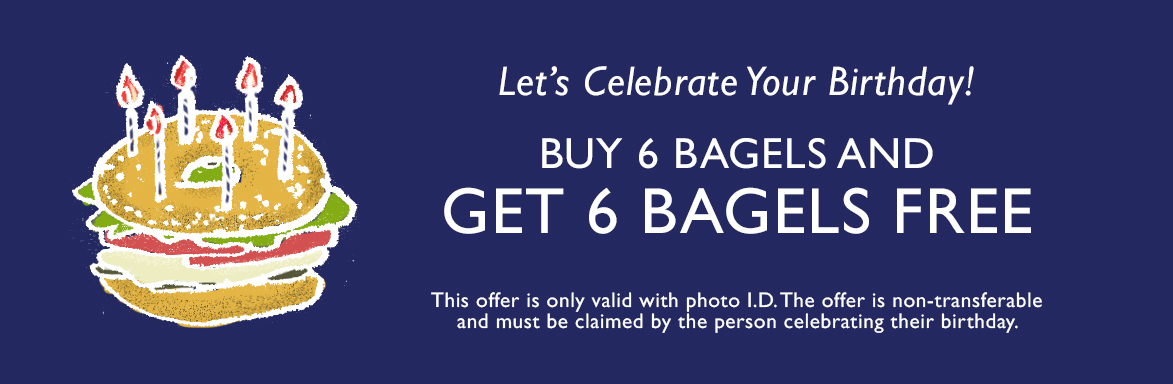 Let’s Celebrate Your Birthday!
BUY 6 BAGELS AND
GET 6 BAGELS FREE
This offer is only valid with photo I.D. The offer is non-transferable
and must be claimed by the person celebrating their birthday.